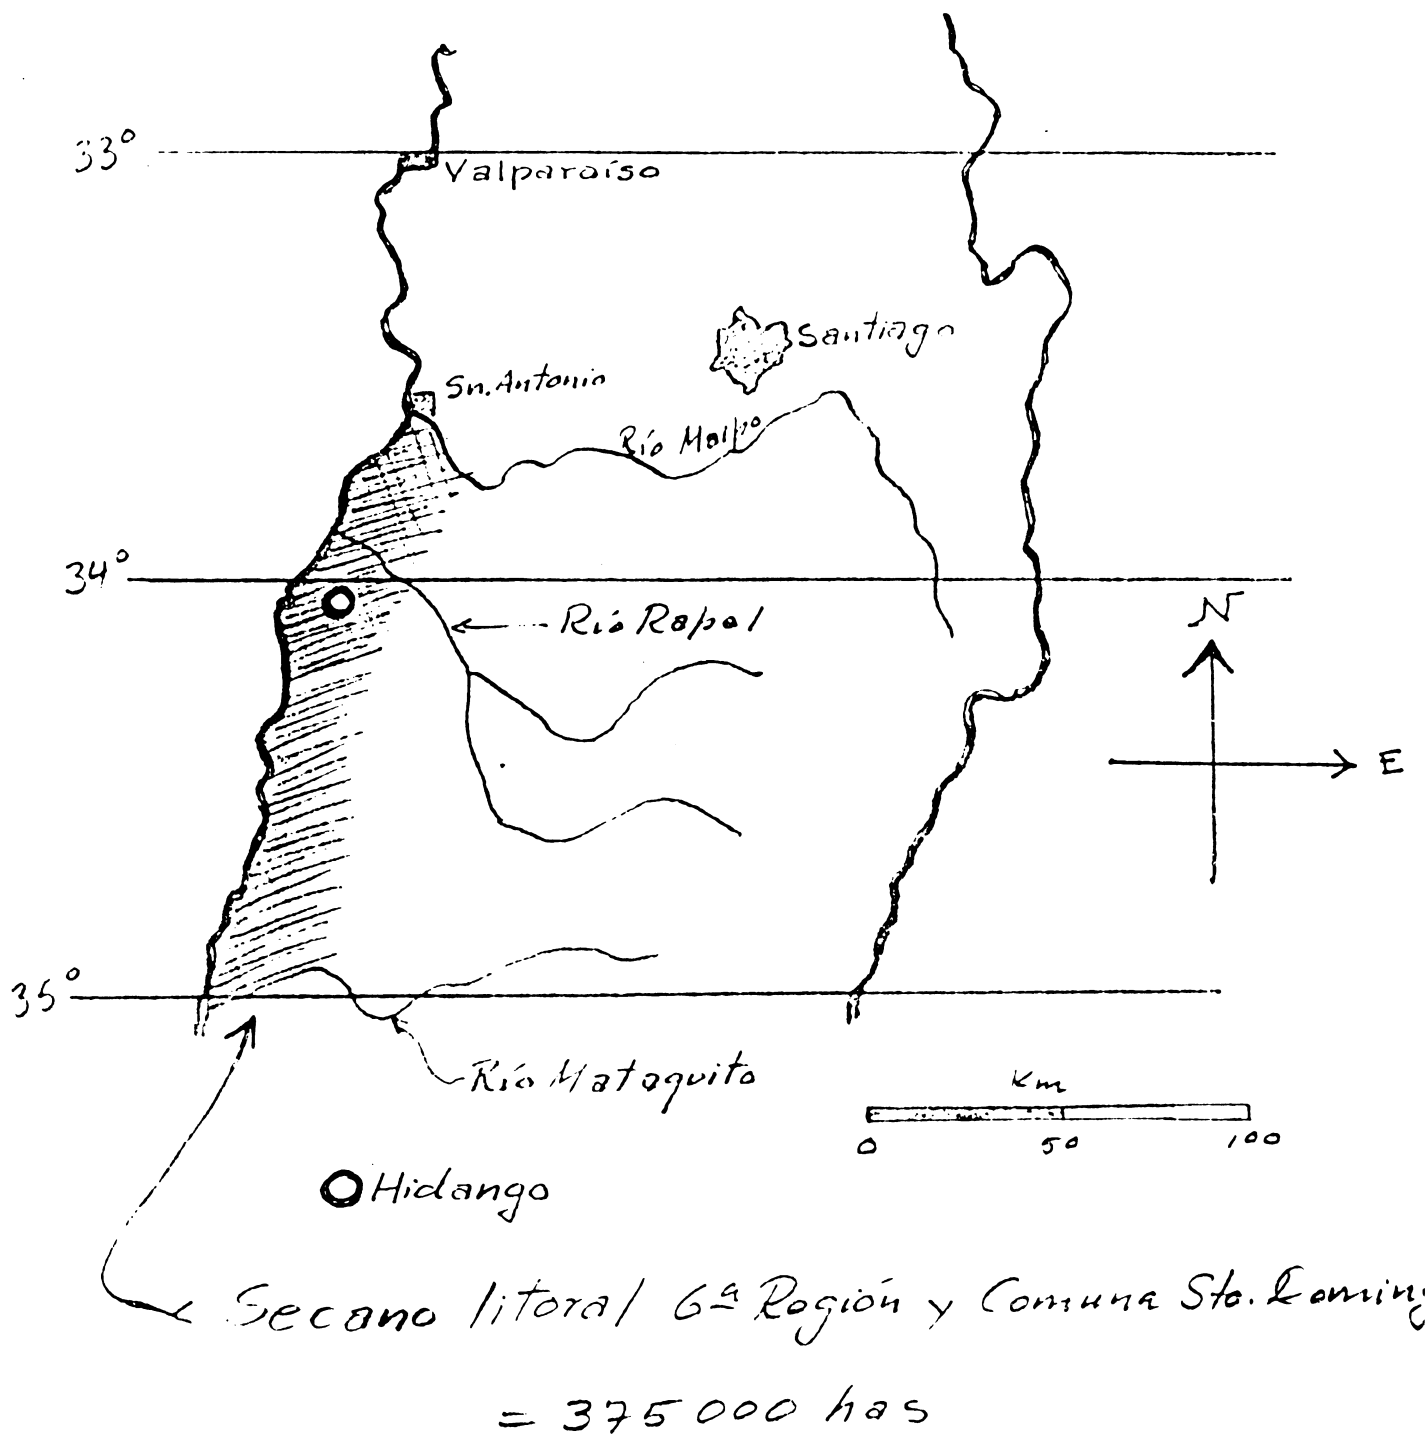 33°
Valparaíso
Santiago
Sn. Antonio
Río Maipo
34°
Río Rapel
N
E
35°
Río Mataquito
Km
0 50 100
Hidango
Secano litoral 6ª Región y Comuna Sto. Doming
= 375 000 has